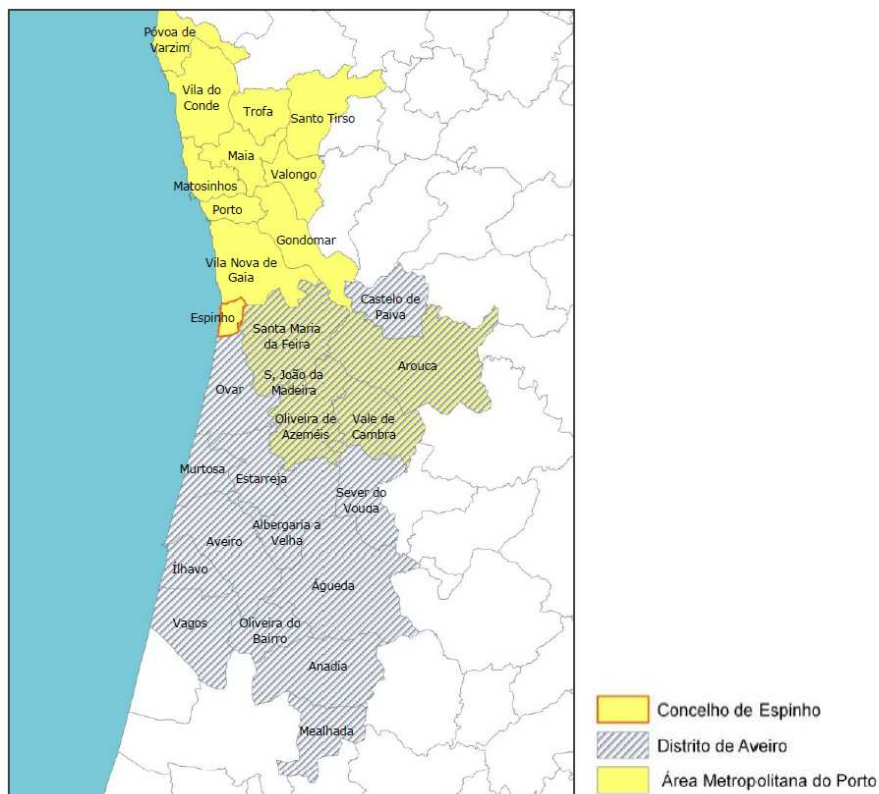 Póvoa de
Varzim
Vila do
Conde
Trofa
Santo Tirso
Maia
Valongo
Matosinhos
Porto
Gondomar
Vila Nova de
Gaia
Castelo de
Paiva
Espinho
Santa Maria
da Feira
Arouca
S, João da
Madeira
Ovar
Oliveira de
Azeméis
Vale de
Cambra
Murtosa
Estarreja
Sever do
Vouga
Albergaria a
Velha
Aveiro
Ílhavo
Águeda
Vagos
Oliveira do
Bairro
Anadia
Mealhada
Concelho de Espinho
Distrito de Aveiro
Área Metropolitana do Porto